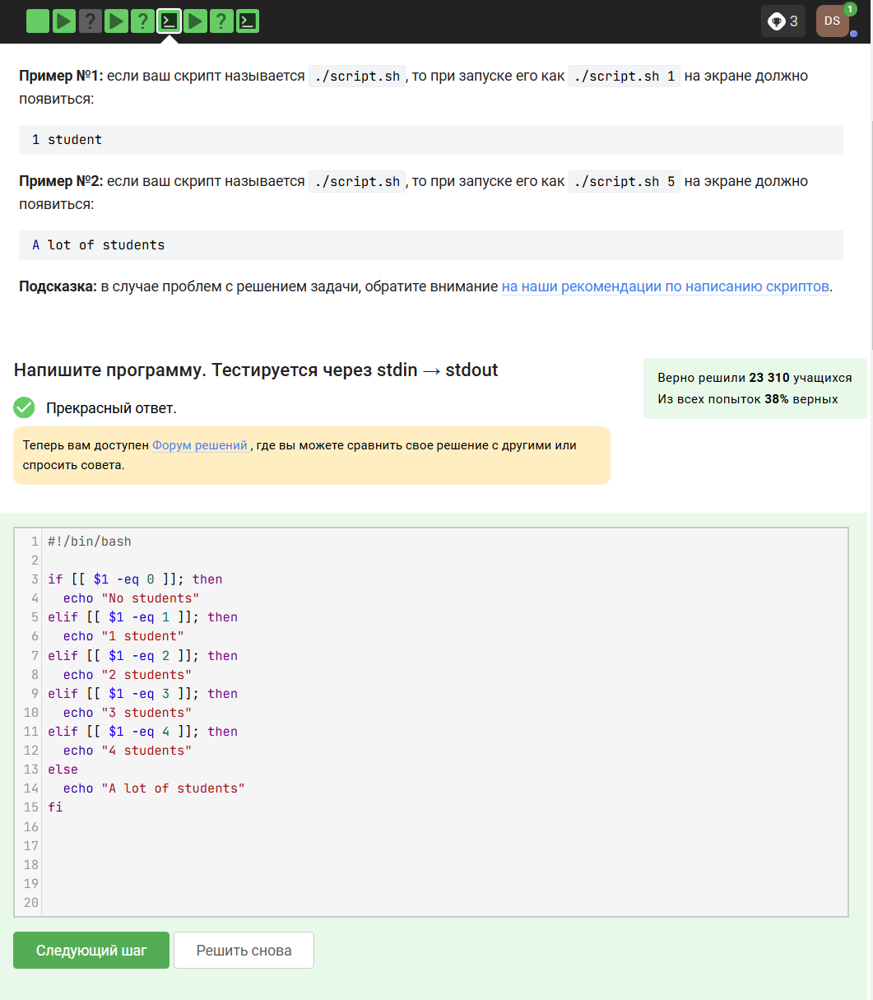 ? ?
3
DS
1
Пример №1: если ваш скрипт называется ./script.sh, то при запуске его как ./script.sh 1 на экране должно
появиться:
1 student
Пример №2: если ваш скрипт называется ./script.sh, то при запуске его как ./script.sh 5 на экране должно
появиться:
A lot of students
Подсказка: в случае проблем с решением задачи, обратите внимание на наши рекомендации по написанию скриптов.
Напишите программу. Тестируется через stdin → stdout
Верно решили 23 310 учащихся
Из всех попыток 38% верных
Прекрасный ответ.
Теперь вам доступен Форум решений , где вы можете сравнить свое решение с другими или
спросить совета.
1 #!/bin/bash
2
3 if [[ $1 -eq 0 ]]; then
4   echo "No students"
5 elif [[ $1 -eq 1 ]]; then
6   echo "1 student"
7 elif [[ $1 -eq 2 ]]; then
8   echo "2 students"
9 elif [[ $1 -eq 3 ]]; then
10   echo "3 students"
11 elif [[ $1 -eq 4 ]]; then
12   echo "4 students"
13 else
14   echo "A lot of students"
15 fi
16
17
18
19
20
Следующий шаг Решить снова